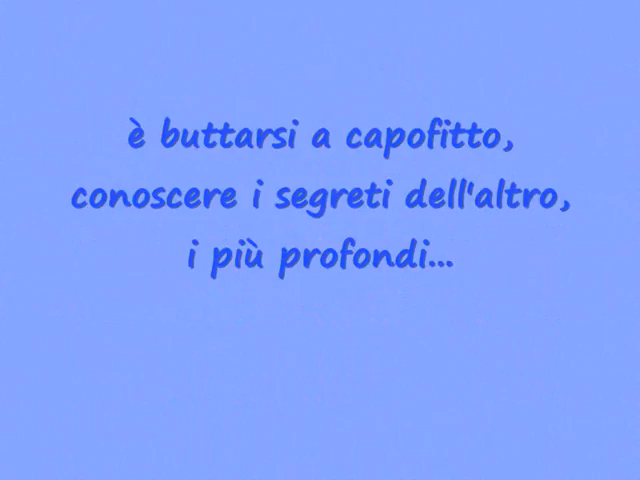 è buttarsi a capofitto,
conoscere i segreti dell'altro,
i più profondi...